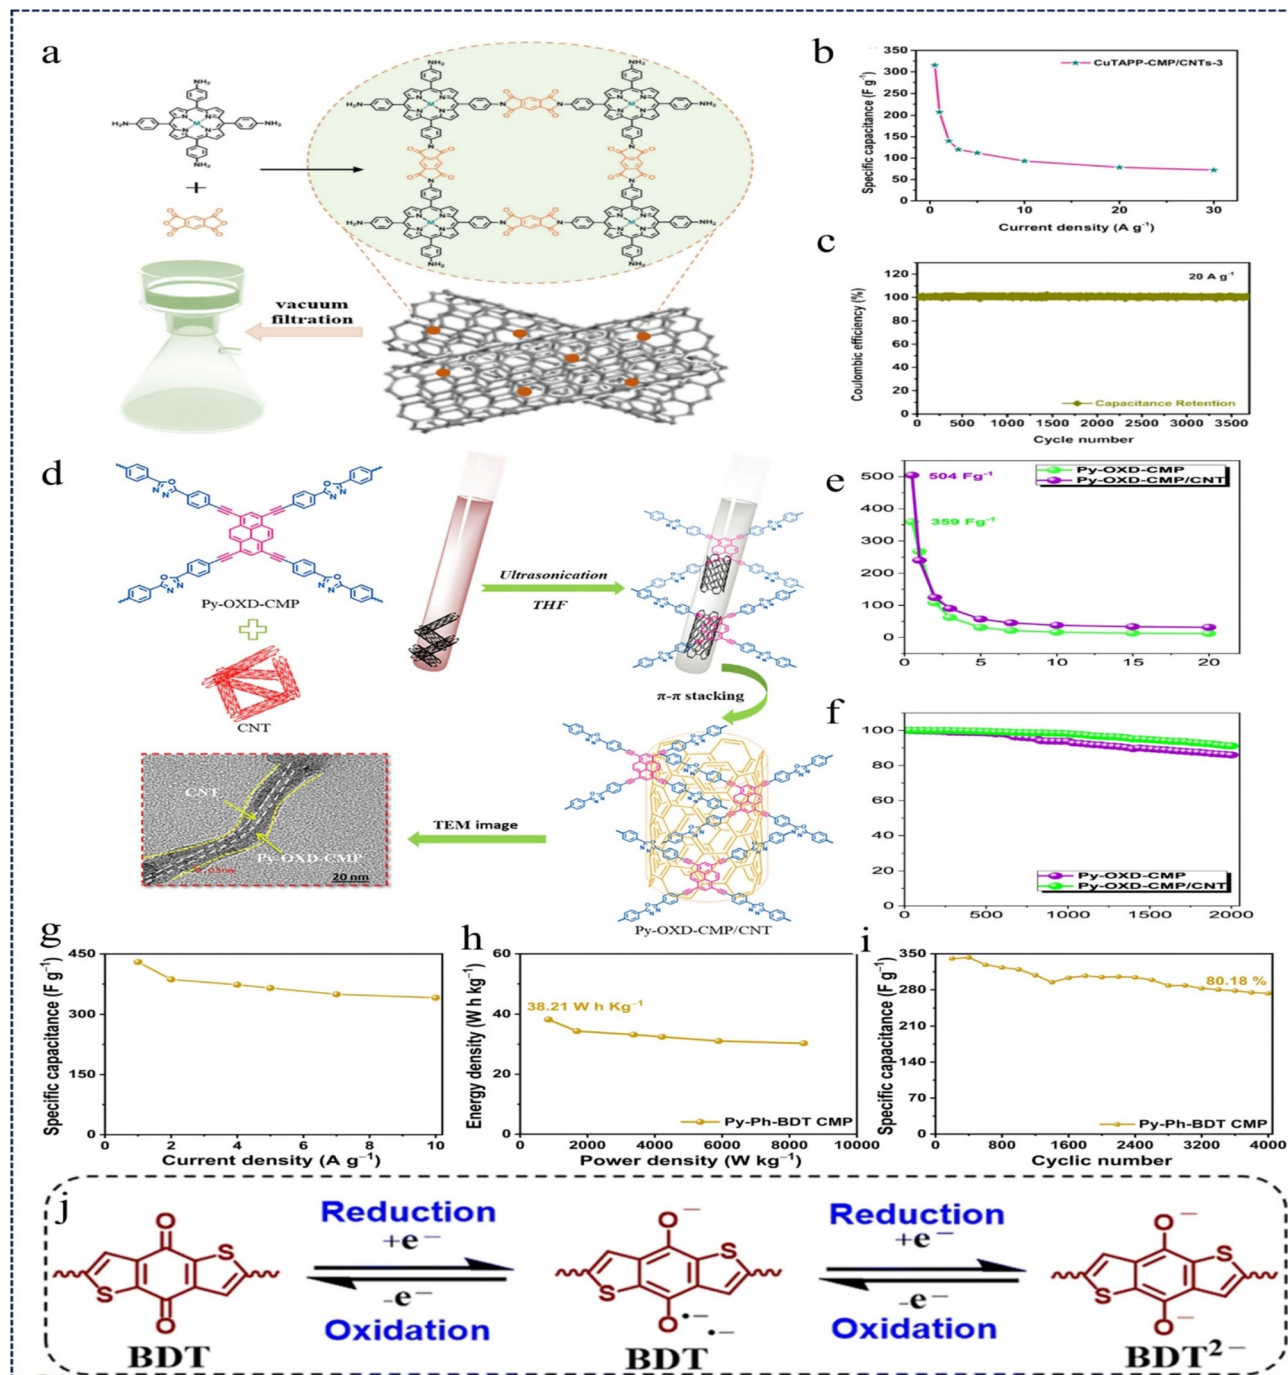 a
NH₂
H₂N
NH₂
NH₂
+
vacuum
filtration
b
Specific capacitance (F g⁻¹)
350
300
250
200
150
100
50
0
CuTAPP-CMP/CNTs-3
0 10 20 30
Current density (A g⁻¹)
c
Coulombic efficiency (%)
120
100
80
60
40
20
0
20 A g⁻¹
Capacitance Retention
0 500 1000 1500 2000 2500 3000 3500
Cycle number
d
Py-OXD-CMP
CNT
Ultrasonication
THF
π-π stacking
Py-OXD-CMP/CNT
TEM image
CNT
Py-OXD-CMP
20 nm
e
500
400
300
200
100
0
504 Fg⁻¹
359 Fg⁻¹
Py-OXD-CMP
Py-OXD-CMP/CNT
0 5 10 15 20
f
100
80
60
40
20
0
Py-OXD-CMP
Py-OXD-CMP/CNT
0 500 1000 1500 2000
g
Specific capacitance (F g⁻¹)
450
300
150
0
0 2 4 6 8 10
Current density (A g⁻¹)
h
Energy density (W h kg⁻¹)
60
40
20
0
38.21 W h Kg⁻¹
Py-Ph-BDT CMP
0 2000 4000 6000 8000 10000
Power density (W kg⁻¹)
i
Specific capacitance (F g⁻¹)
350
280
210
140
70
0
80.18 %
Py-Ph-BDT CMP
0 800 1600 2400 3200 4000
Cyclic number
j
O
S
S
O
BDT
Reduction
+e⁻
-e⁻
Oxidation
O⁻
S
S
O•⁻
•⁻
BDT
Reduction
+e⁻
-e⁻
Oxidation
O⁻
S
S
O⁻
BDT²⁻